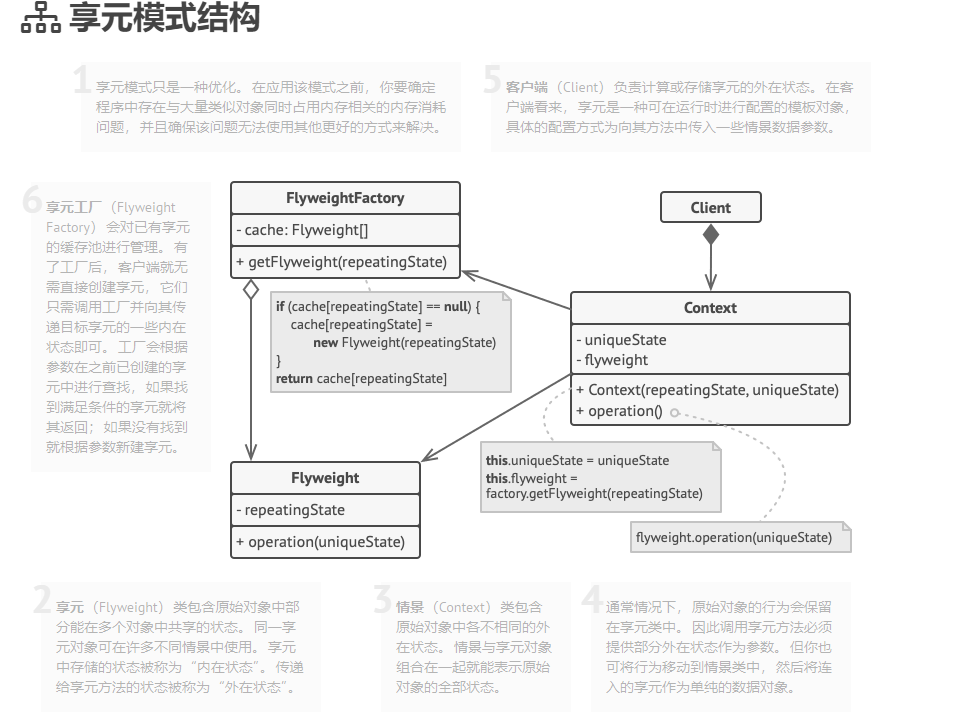 享元模式结构
1
享元模式只是一种优化。 在应用该模式之前， 你要确定
程序中存在与大量类似对象同时占用内存相关的内存消耗
问题， 并且确保该问题无法使用其他更好的方式来解决。
5
客户端 （Client） 负责计算或存储享元的外在状态。 在客
户端看来， 享元是一种可在运行时进行配置的模板对象，
具体的配置方式为向其方法中传入一些情景数据参数。
6
享元工厂 （Flyweight
Factory） 会对已有享元
的缓存池进行管理。 有
了工厂后， 客户端就无
需直接创建享元， 它们
只需调用工厂并向其传
递目标享元的一些内在
状态即可。 工厂会根据
参数在之前已创建的享
元中进行查找， 如果找
到满足条件的享元就将
其返回； 如果没有找到
就根据参数新建享元。
FlyweightFactory
- cache: Flyweight[]
+ getFlyweight(repeatingState)
if (cache[repeatingState] == null) {
cache[repeatingState] =
new Flyweight(repeatingState)
}
return cache[repeatingState]
Client
Context
- uniqueState
- flyweight
+ Context(repeatingState, uniqueState)
+ operation()
this.uniqueState = uniqueState
this.flyweight =
factory.getFlyweight(repeatingState)
flyweight.operation(uniqueState)
Flyweight
- repeatingState
+ operation(uniqueState)
2
享元 （Flyweight） 类包含原始对象中部
分能在多个对象中共享的状态。 同一享
元对象可在许多不同情景中使用。 享元
中存储的状态被称为 “内在状态”。 传递
给享元方法的状态被称为 “外在状态”。
3
情景 （Context） 类包含
原始对象中各不相同的外
在状态。 情景与享元对象
组合在一起就能表示原始
对象的全部状态。
4
通常情况下， 原始对象的行为会保留
在享元类中。 因此调用享元方法必须
提供部分外在状态作为参数。 但你也
可将行为移动到情景类中， 然后将连
入的享元作为单纯的数据对象。